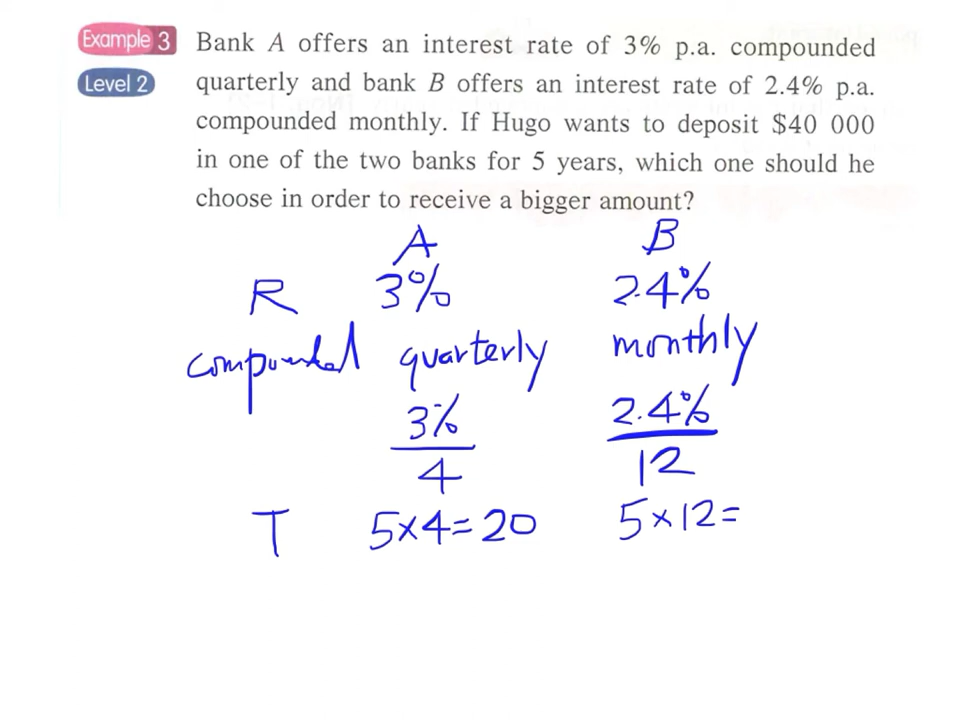 Example 3 Bank A offers an interest rate of 3% p.a. compounded
Level 2 quarterly and bank B offers an interest rate of 2.4% p.a.
compounded monthly. If Hugo wants to deposit $40 000
in one of the two banks for 5 years, which one should he
choose in order to receive a bigger amount?
A B
R 3% 2.4%
compounded quarterly monthly
3%/4 2.4%/12
T 5×4=20 5×12=